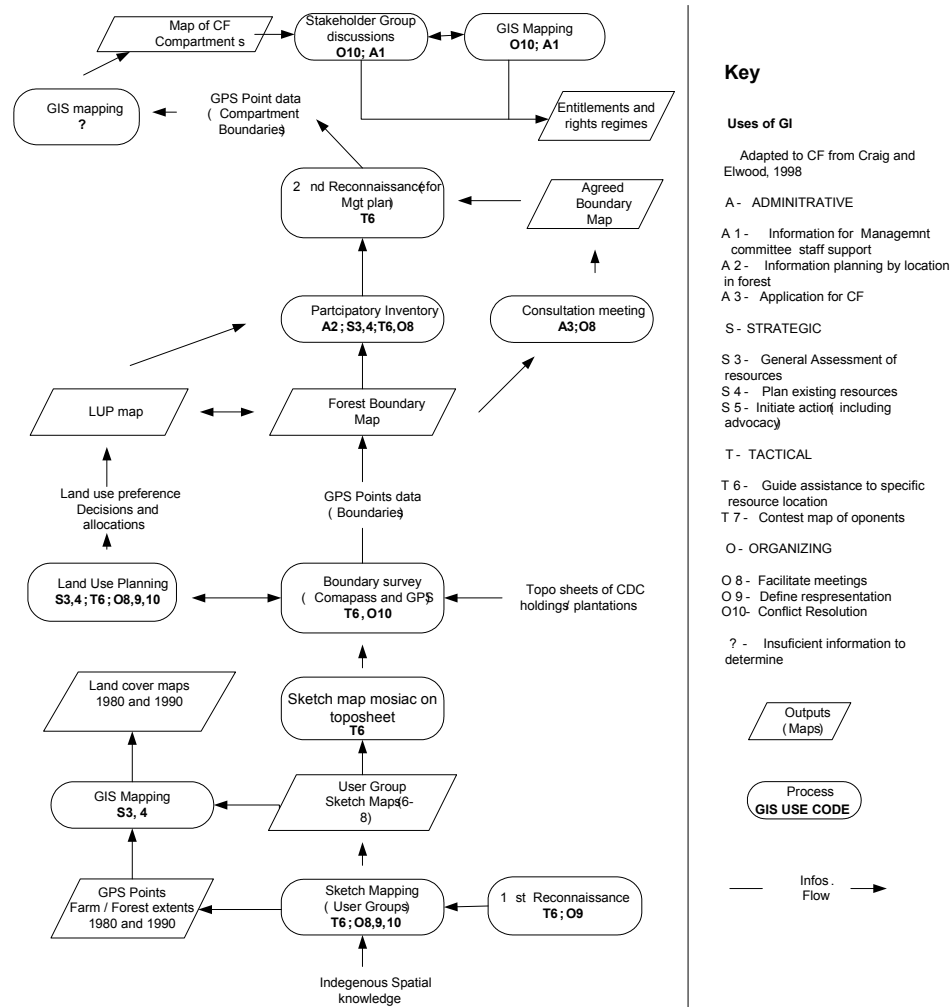 Map of CF
Compartment s
Stakeholder Group
discussions
O10; A1
GIS Mapping
O10; A1
GIS mapping
?
GPS Point data
( Compartment
Boundaries)
Entitlements and
rights regimes
2 nd Reconnaissance(for
Mgt plan)
T6
Agreed
Boundary
Map
Partcipatory Inventory
A2 ; S3,4;T6,O8
Consultation meeting
A3;O8
LUP map
Forest Boundary
Map
Land use preference
Decisions and
allocations
GPS Points data
( Boundaries)
Land Use Planning
S3,4 ; T6 ; O8,9,10
Boundary survey
( Comapass and GPS)
T6 , O10
Topo sheets of CDC
holdings/ plantations
Land cover maps
1980 and 1990
Sketch map mosiac on
toposheet
T6
GIS Mapping
S3, 4
User Group
Sketch Maps(6-
8)
GPS Points
Farm / Forest extents
1980 and 1990
Sketch Mapping
( User Groups)
T6 ; O8,9,10
1 st Reconnaissance
T6 ; O9
Indegenous Spatial
knowledge
Key
Uses of GI
Adapted to CF from Craig and
Elwood, 1998
A - ADMINITRATIVE
A 1 - Information for Managemnt
committee staff support
A 2 - Information planning by location
in forest
A 3 - Application for CF
S - STRATEGIC
S 3 - General Assessment of
resources
S 4 - Plan existing resources
S 5 - Initiate action( including
advocacy)
T - TACTICAL
T 6 - Guide assistance to specific
resource location
T 7 - Contest map of oponents
O - ORGANIZING
O 8 - Facilitate meetings
O 9 - Define respresentation
O10- Conflict Resolution
? - Insuficient information to
determine
Outputs
( Maps)
Process
GIS USE CODE
Infos .
Flow